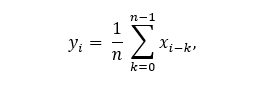 y_i = \frac{1}{n} \sum_{k=0}^{n-1} x_{i-k},